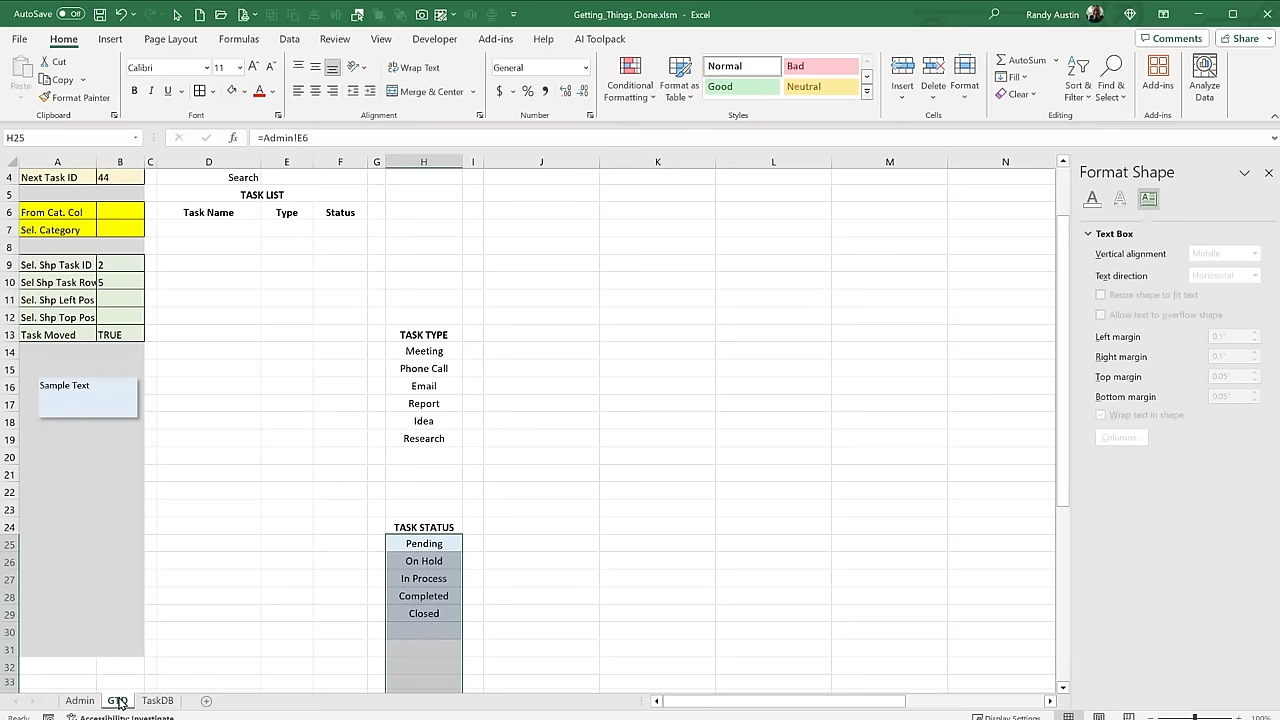 AutoSave Off
Getting_Things_Done.xlsm - Excel
Randy Austin
File Home Insert Page Layout Formulas Data Review View Developer Add-ins Help AI Toolpack
Comments Share
Paste Cut Copy Format Painter
Calibri 11
B I U
Wrap Text
Merge & Center
General
$ %
Conditional Formatting
Format as Table
Normal Bad
Good Neutral
Insert Delete Format
AutoSum
Fill
Clear
Sort & Filter
Find & Select
Add-ins
Analyze Data
Clipboard Font Alignment Number Styles Cells Editing Add-ins
H25 fx =Admin!E6
A B C D E F G H I J K L M N
4 Next Task ID 44 Search
5 TASK LIST
6 From Cat. Col Task Name Type Status
7 Sel. Category
8
9 Sel. Shp Task ID 2
10 Sel Shp Task Row 5
11 Sel. Shp Left Pos
12 Sel. Shp Top Pos
13 Task Moved TRUE TASK TYPE
14 Meeting
15 Phone Call
16 Sample Text Email
17 Report
18 Idea
19 Research
20
21
22
23
24 TASK STATUS
25 Pending
26 On Hold
27 In Process
28 Completed
29 Closed
30
31
32
33
Admin GTD TaskDB
Accessibility: Investigate
Display Settings
100%
Format Shape
Text Box
Vertical alignment Middle
Text direction Horizontal
Resize shape to fit text
Allow text to overflow shape
Left margin 0.1"
Right margin 0.1"
Top margin 0.05"
Bottom margin 0.05"
Wrap text in shape
Columns...